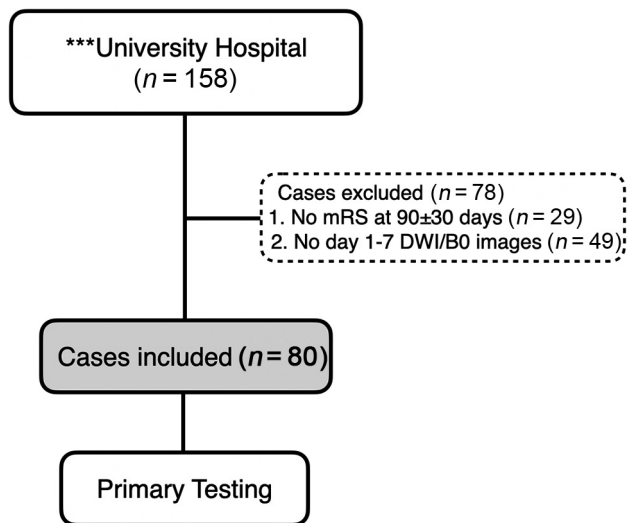 ***University Hospital
(n = 158)
Cases excluded (n = 78)
1. No mRS at 90±30 days (n = 29)
2. No day 1-7 DWI/B0 images (n = 49)
Cases included (n = 80)
Primary Testing